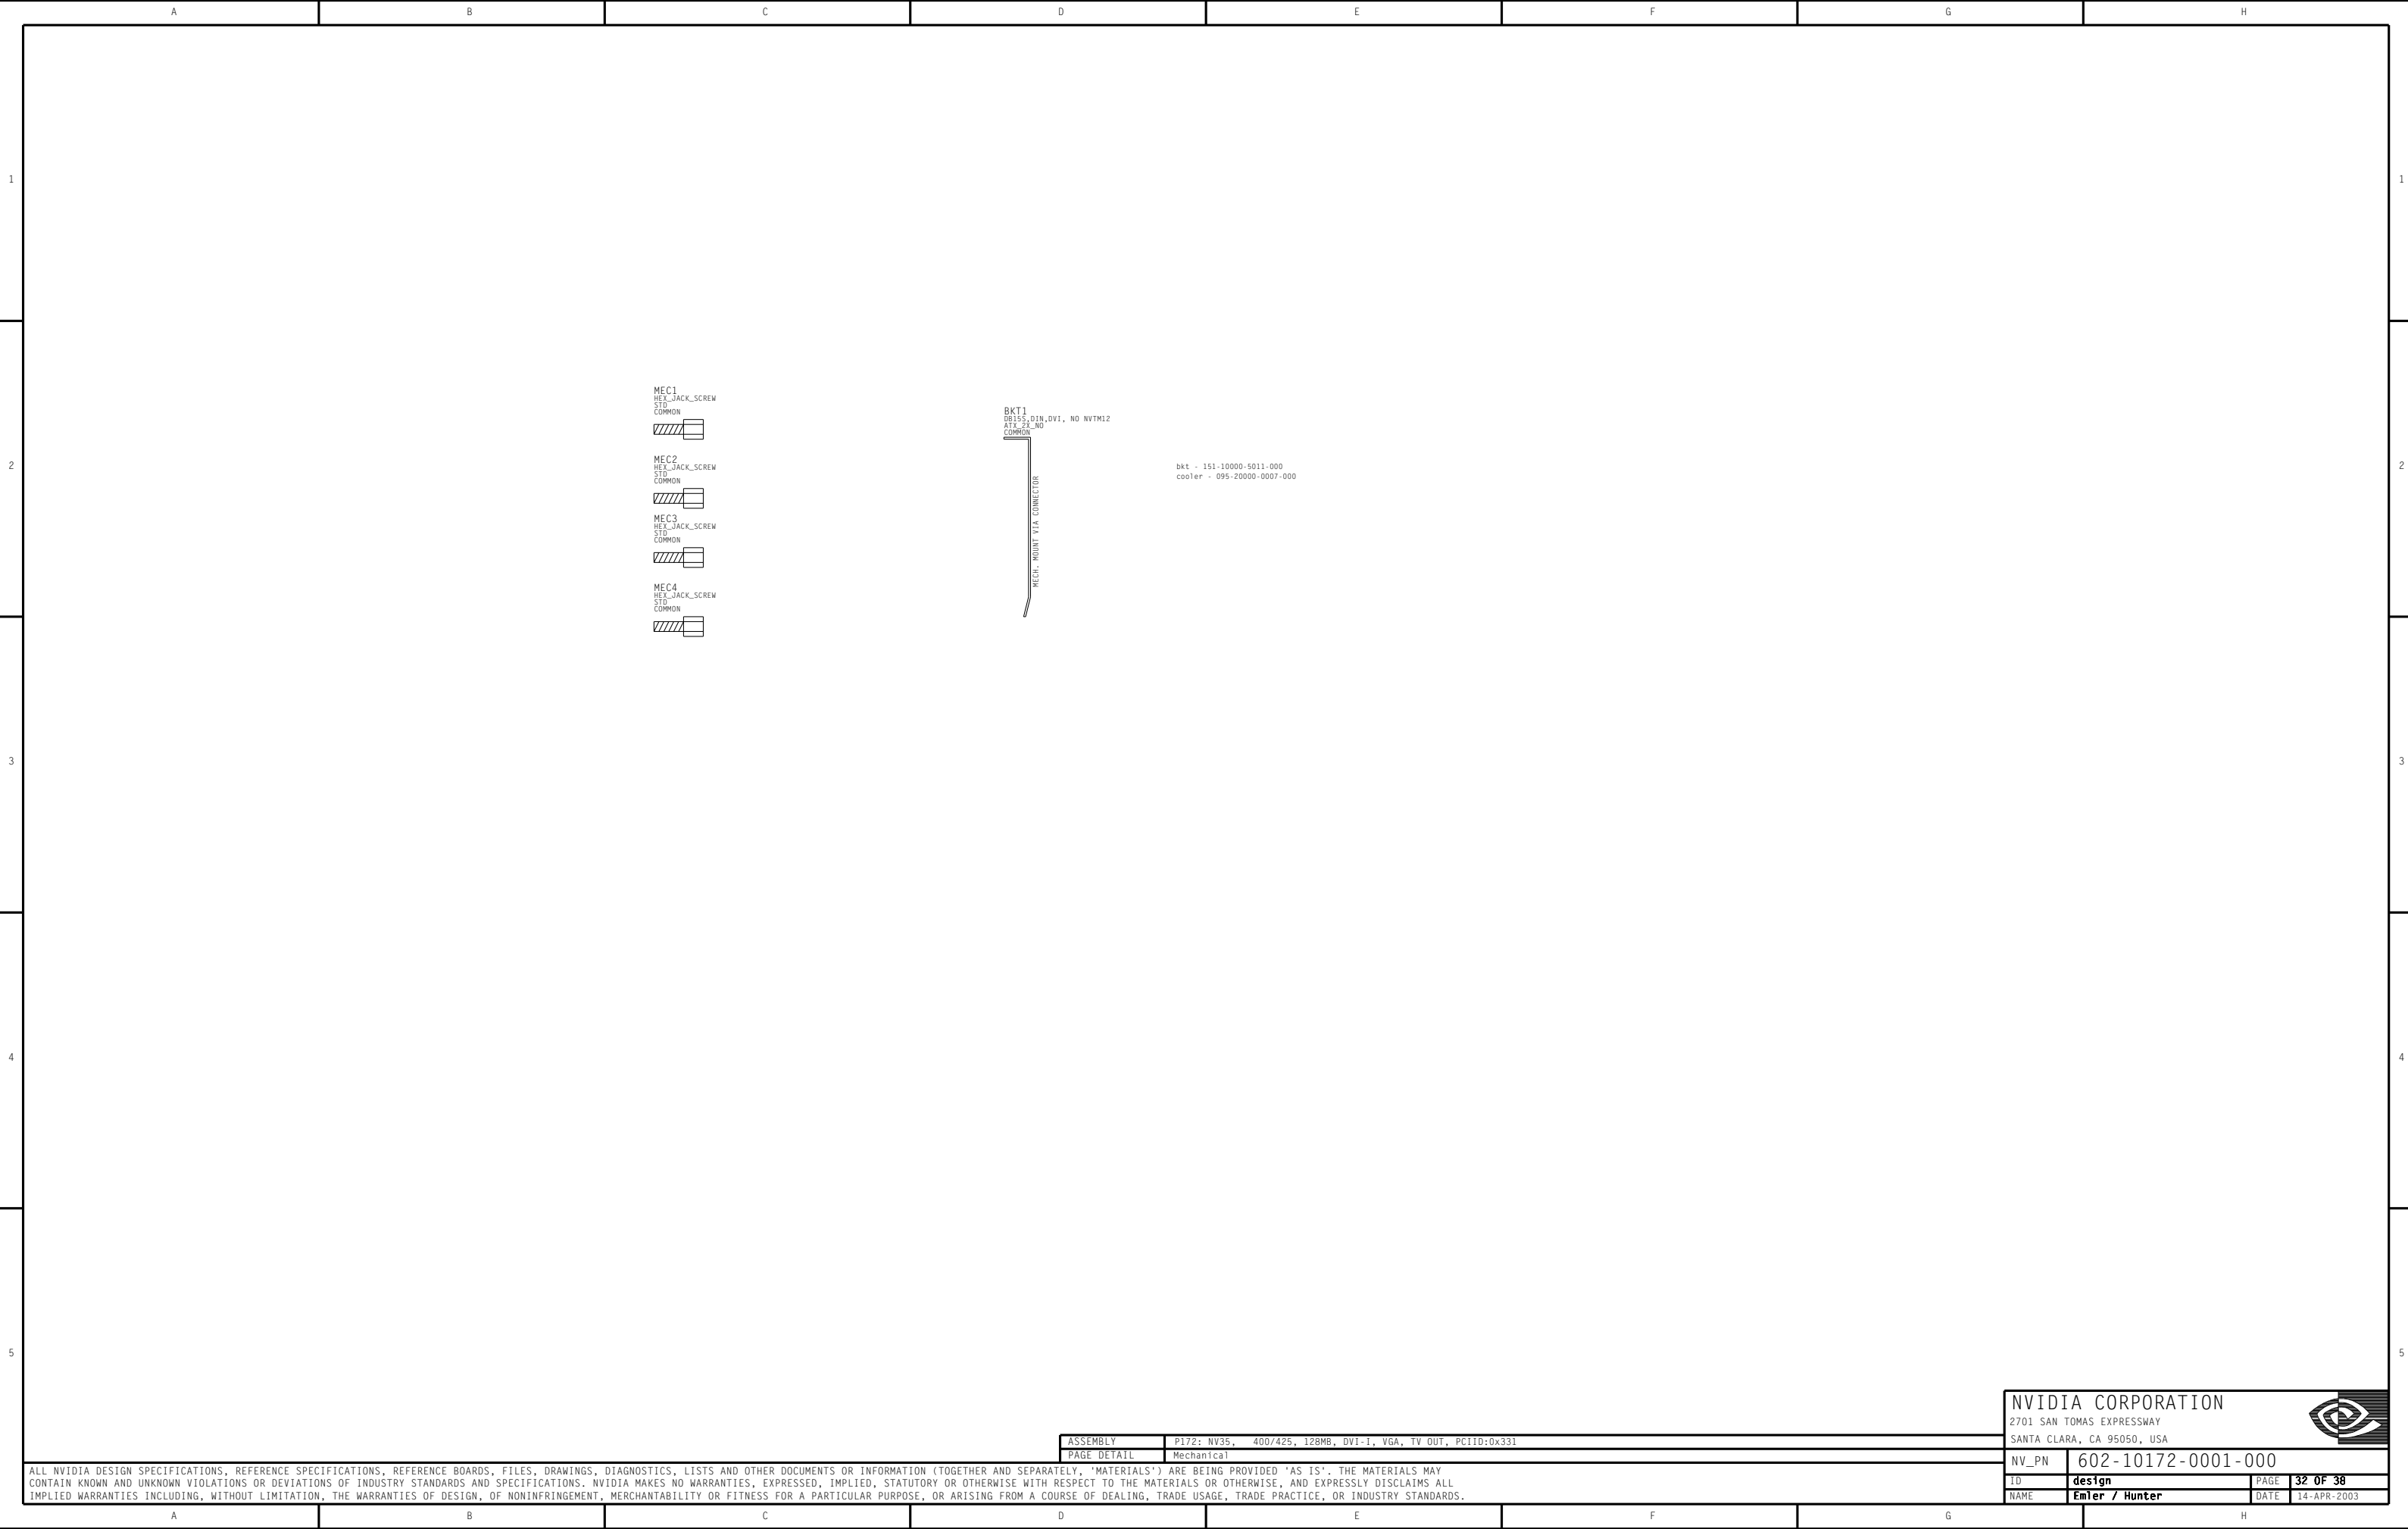 A B C D E F G H
1 1
MEC1
HEX_JACK_SCREW
STD
COMMON
BKT1
DB15S,DIN,DVI, NO NVTM12
ATX_2X_NO
COMMON
MECH. MOUNT VIA CONNECTOR
2 2
MEC2
HEX_JACK_SCREW
STD
COMMON
bkt - 151-10000-5011-000
cooler - 095-20000-0007-000
MEC3
HEX_JACK_SCREW
STD
COMMON
MEC4
HEX_JACK_SCREW
STD
COMMON
3 3
4 4
5 5
NVIDIA CORPORATION
2701 SAN TOMAS EXPRESSWAY
SANTA CLARA, CA 95050, USA
ASSEMBLY P172: NV35, 400/425, 128MB, DVI-I, VGA, TV OUT, PCIID:0x331
PAGE DETAIL Mechanical
NV_PN 602-10172-0001-000
ID design PAGE 32 OF 38
NAME Emler / Hunter DATE 14-APR-2003
ALL NVIDIA DESIGN SPECIFICATIONS, REFERENCE SPECIFICATIONS, REFERENCE BOARDS, FILES, DRAWINGS, DIAGNOSTICS, LISTS AND OTHER DOCUMENTS OR INFORMATION (TOGETHER AND SEPARATELY, 'MATERIALS') ARE BEING PROVIDED 'AS IS'. THE MATERIALS MAY
CONTAIN KNOWN AND UNKNOWN VIOLATIONS OR DEVIATIONS OF INDUSTRY STANDARDS AND SPECIFICATIONS. NVIDIA MAKES NO WARRANTIES, EXPRESSED, IMPLIED, STATUTORY OR OTHERWISE WITH RESPECT TO THE MATERIALS OR OTHERWISE, AND EXPRESSLY DISCLAIMS ALL
IMPLIED WARRANTIES INCLUDING, WITHOUT LIMITATION, THE WARRANTIES OF DESIGN, OF NONINFRINGEMENT, MERCHANTABILITY OR FITNESS FOR A PARTICULAR PURPOSE, OR ARISING FROM A COURSE OF DEALING, TRADE USAGE, TRADE PRACTICE, OR INDUSTRY STANDARDS.
A B C D E F G H